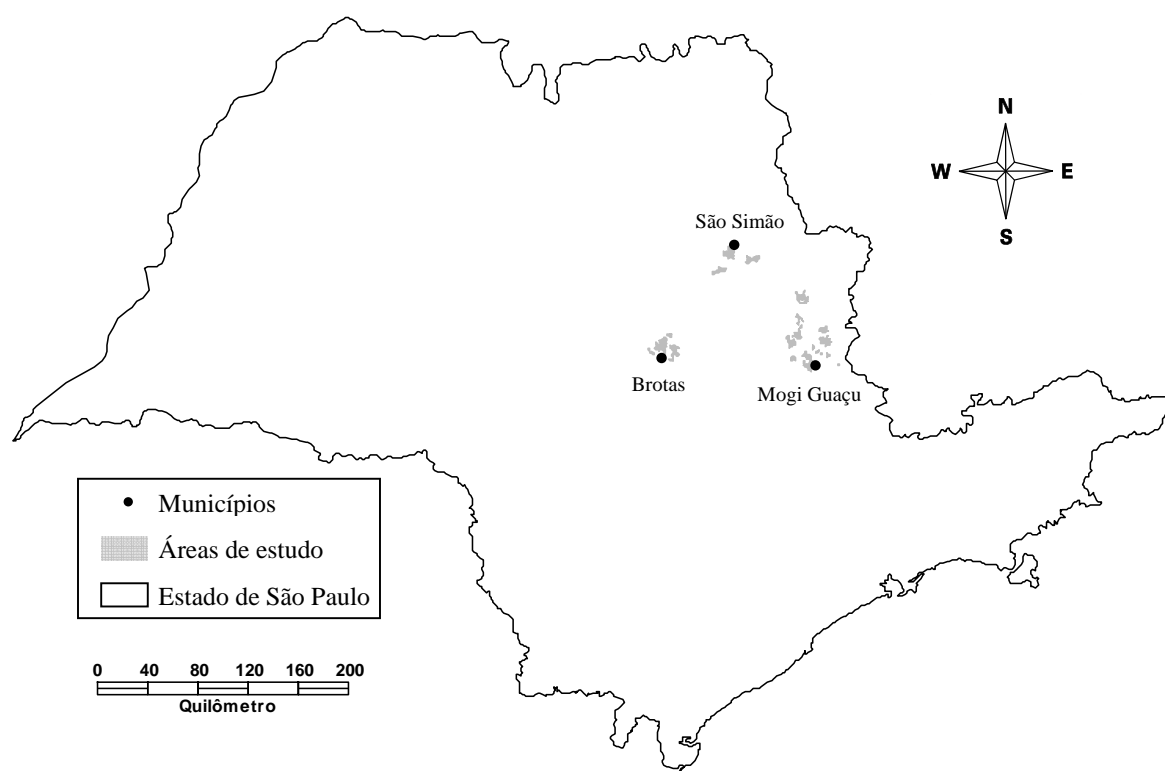 N
W E
S
São Simão
Brotas
Mogi Guaçu
Municípios
Áreas de estudo
Estado de São Paulo
0 40 80 120 160 200
Quilômetro